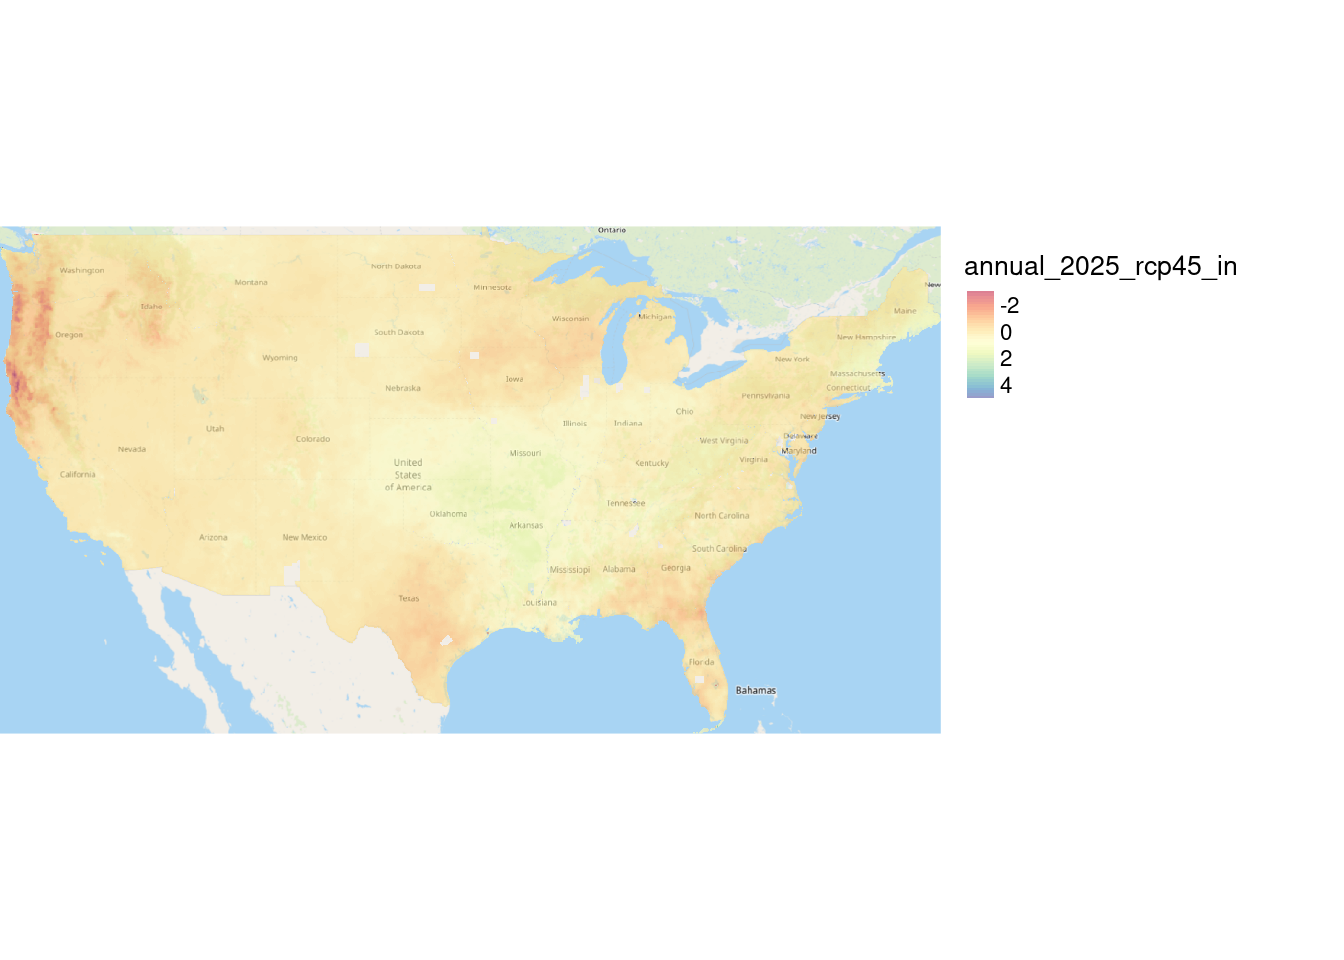 Ontario
Washington
North Dakota
Montana
Idaho
Minnesota
New
Maine
Wisconsin
Michigan
Oregon
South Dakota
New Hampshire
Wyoming
New York
Massachusetts
Iowa
Nebraska
Connecticut
Pennsylvania
Ohio
New Jersey
Illinois
Indiana
Utah
Colorado
Delaware
West Virginia
Nevada
Maryland
Missouri
United
States
of America
Kentucky
Virginia
California
Tennessee
Oklahoma
North Carolina
Arkansas
Arizona
New Mexico
South Carolina
Mississippi
Alabama
Georgia
Texas
Louisiana
Florida
Bahamas
annual_2025_rcp45_in
-2
0
2
4